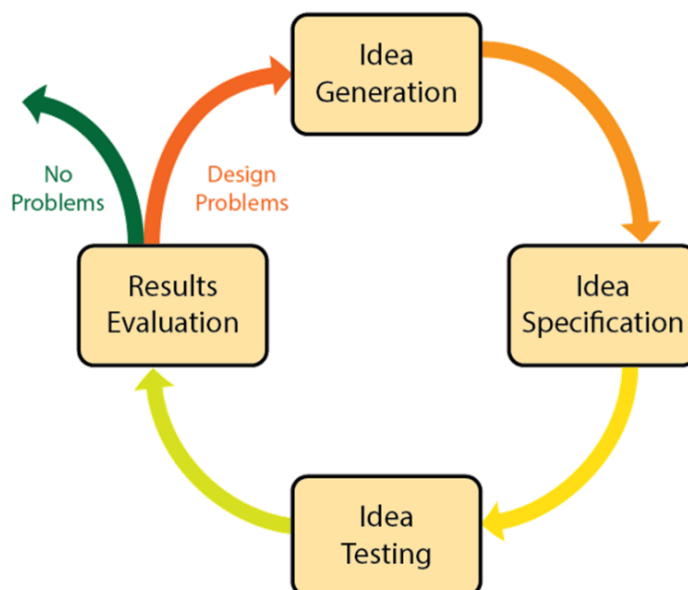 Idea
Generation
No
Problems
Design
Problems
Results
Evaluation
Idea
Specification
Idea
Testing